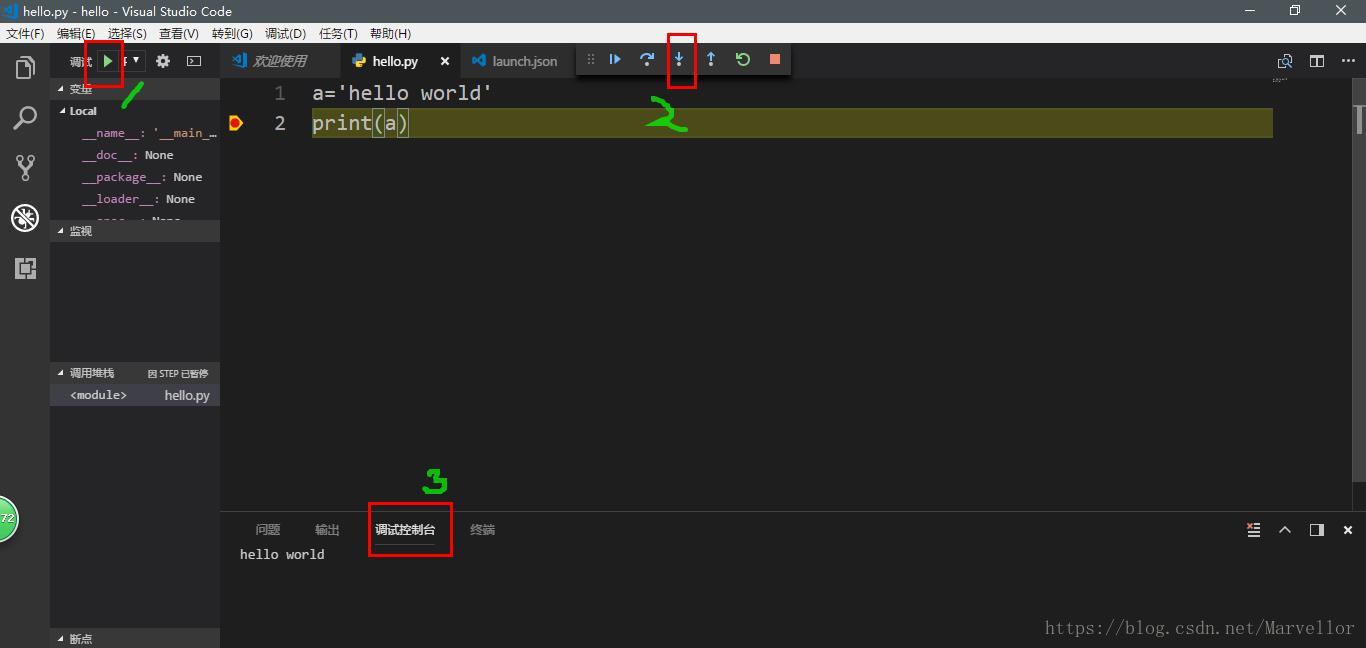 hello.py - hello - Visual Studio Code
文件(F) 编辑(E) 选择(S) 查看(V) 转到(G) 调试(D) 任务(T) 帮助(H)
调试 欢迎使用 hello.py launch.json
变量
Local
__name__: '__main_…
__doc__: None
__package__: None
__loader__: None
监视
调用堆栈 因 STEP 已暂停
<module> hello.py
断点
1 a='hello world'
2 print(a)
1
2
3
问题 输出 调试控制台 终端
hello world
72
https://blog.csdn.net/Marvellor